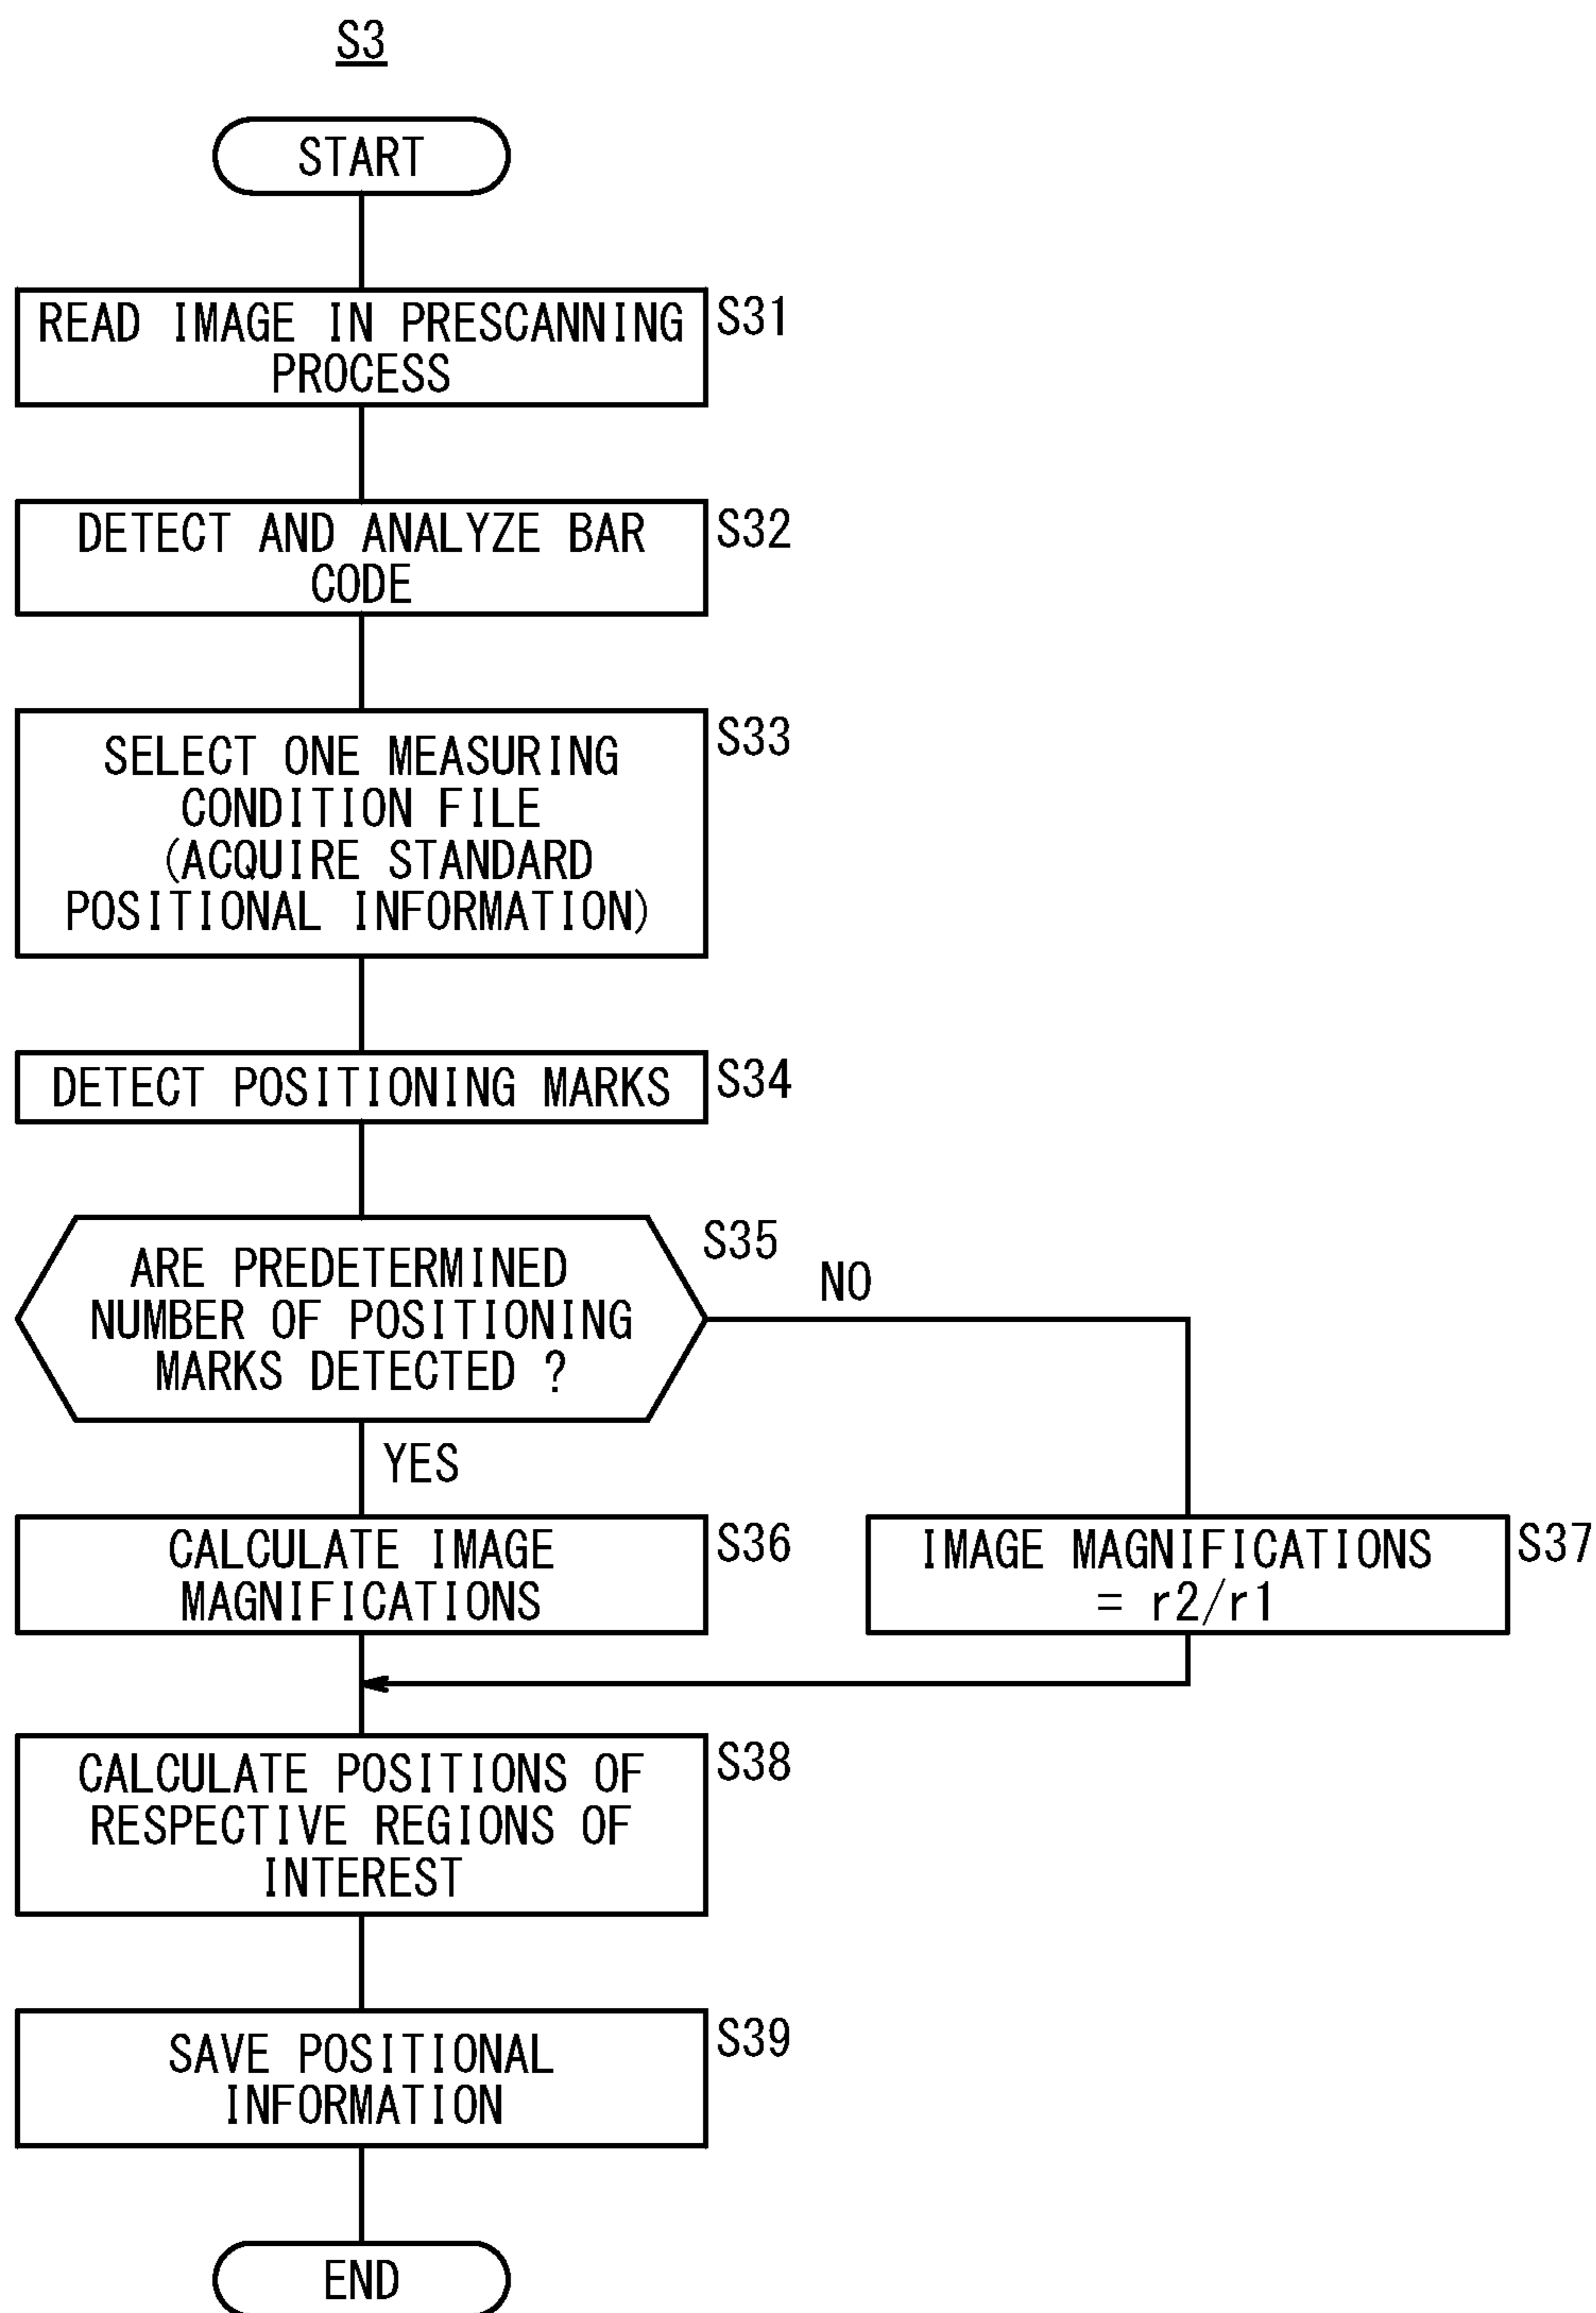 S3
START
READ IMAGE IN PRESCANNING
PROCESS
S31
DETECT AND ANALYZE BAR
CODE
S32
SELECT ONE MEASURING
CONDITION FILE
(ACQUIRE STANDARD
POSITIONAL INFORMATION)
S33
DETECT POSITIONING MARKS
S34
ARE PREDETERMINED
NUMBER OF POSITIONING
MARKS DETECTED ?
S35
NO
YES
CALCULATE IMAGE
MAGNIFICATIONS
S36
IMAGE MAGNIFICATIONS
= r2/r1
S37
CALCULATE POSITIONS OF
RESPECTIVE REGIONS OF
INTEREST
S38
SAVE POSITIONAL
INFORMATION
S39
END